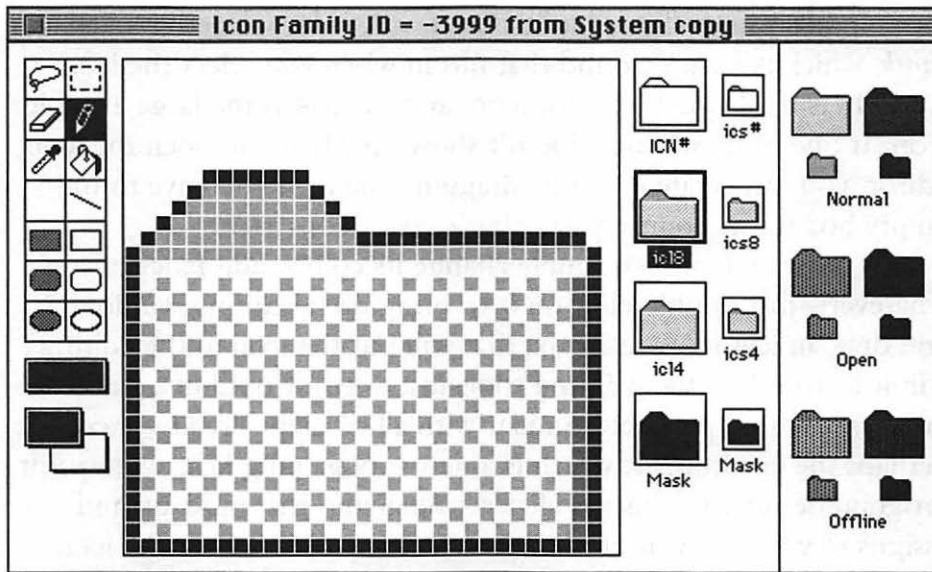 Icon Family ID = -3999 from System copy
ICN#
ics#
icl8
ics8
icl4
ics4
Mask
Mask
Normal
Open
Offline